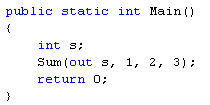 public static int Main()
{
int s;
Sum(out s, 1, 2, 3);
return 0;
}